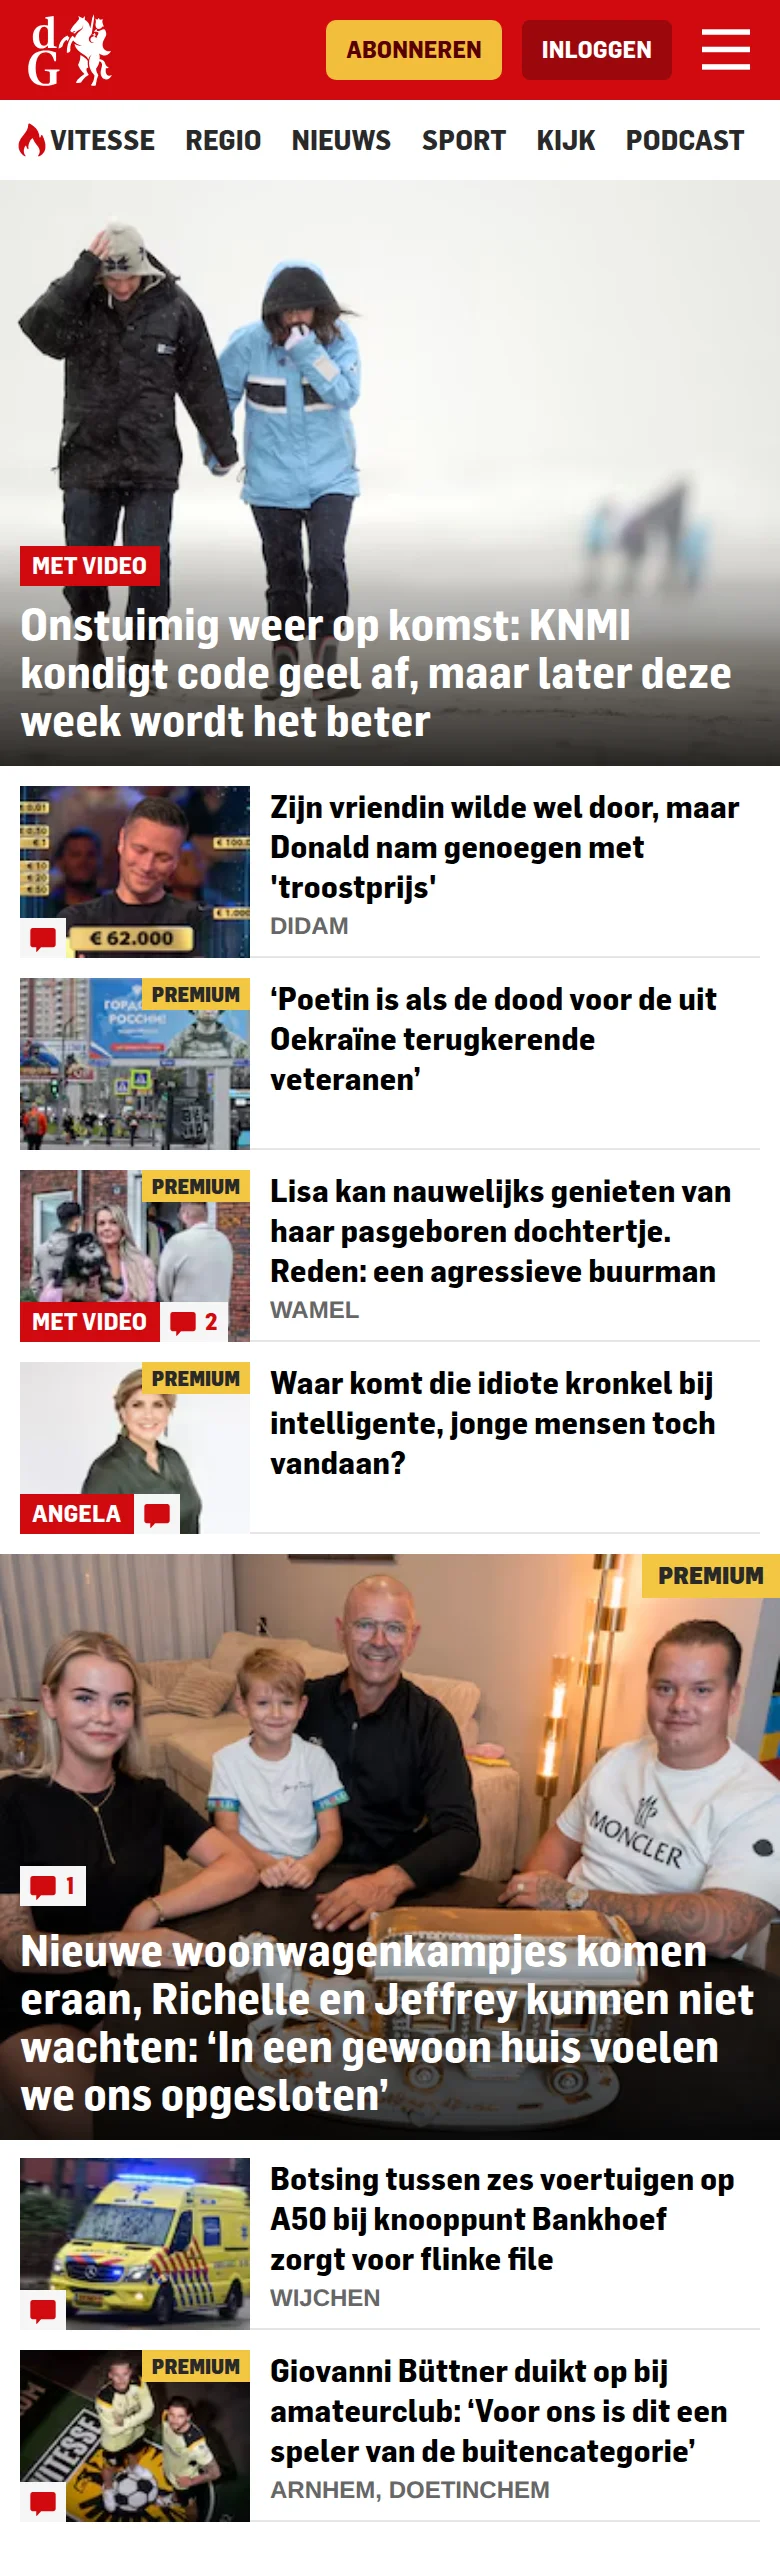 dG
ABONNEREN
INLOGGEN
VITESSE REGIO NIEUWS SPORT KIJK PODCAST
MET VIDEO
Onstuimig weer op komst: KNMI
kondigt code geel af, maar later deze
week wordt het beter
€ 62.000
Zijn vriendin wilde wel door, maar
Donald nam genoegen met
'troostprijs'
DIDAM
PREMIUM
‘Poetin is als de dood voor de uit
Oekraïne terugkerende
veteranen’
PREMIUM
MET VIDEO
2
Lisa kan nauwelijks genieten van
haar pasgeboren dochtertje.
Reden: een agressieve buurman
WAMEL
PREMIUM
ANGELA
Waar komt die idiote kronkel bij
intelligente, jonge mensen toch
vandaan?
PREMIUM
MONCLER
1
Nieuwe woonwagenkampjes komen
eraan, Richelle en Jeffrey kunnen niet
wachten: ‘In een gewoon huis voelen
we ons opgesloten’
Botsing tussen zes voertuigen op
A50 bij knooppunt Bankhoef
zorgt voor flinke file
WIJCHEN
PREMIUM
VITESSE
Giovanni Büttner duikt op bij
amateurclub: ‘Voor ons is dit een
speler van de buitencategorie’
ARNHEM, DOETINCHEM